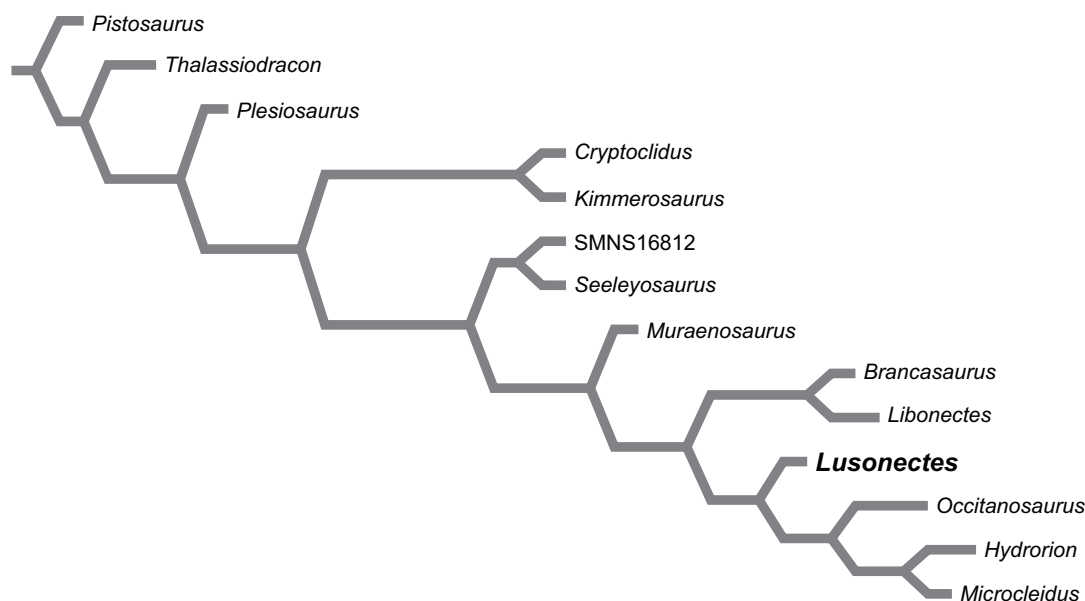 Pistosaurus
Thalassiodracon
Plesiosaurus
Cryptoclidus
Kimmerosaurus
SMNS16812
Seeleyosaurus
Muraenosaurus
Brancasaurus
Libonectes
Lusonectes
Occitanosaurus
Hydrorion
Microcleidus